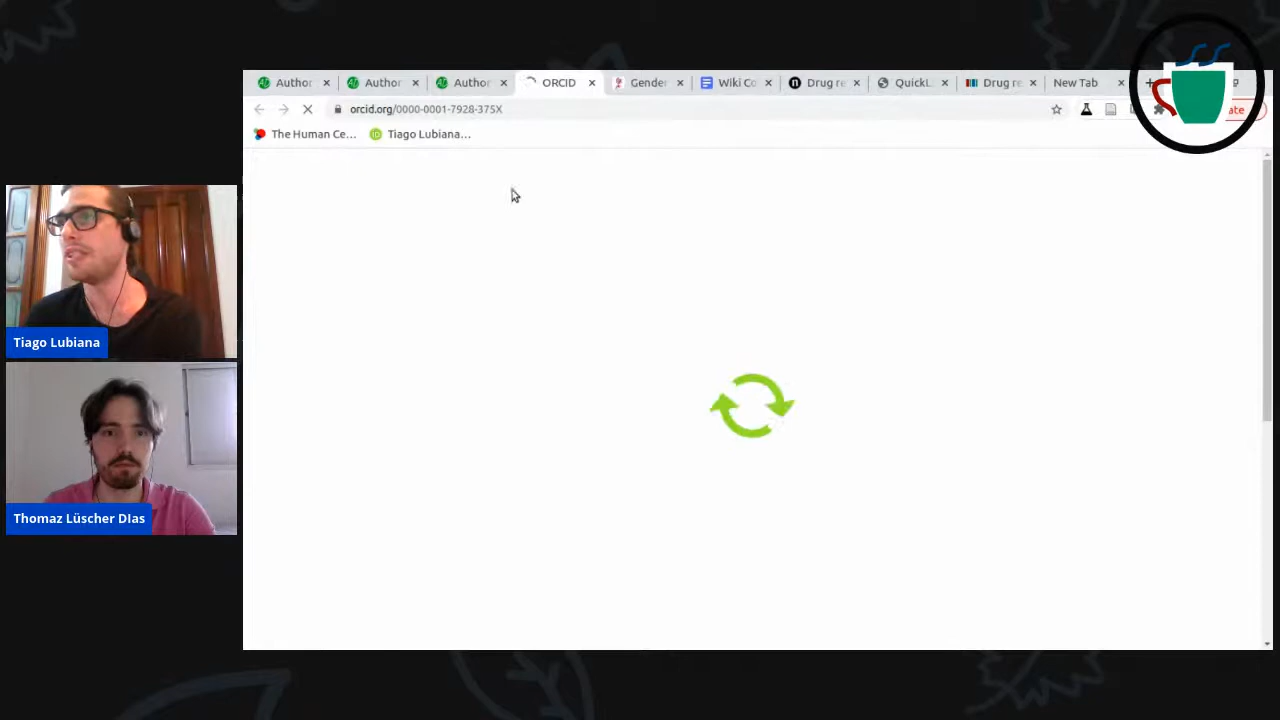 Author
Author
Author
ORCID
Gender
Wiki Co
Drug re
QuickL
Drug re
New Tab
orcid.org/0000-0001-7928-375X
ate
The Human Ce...
Tiago Lubiana...
Tiago Lubiana
Thomaz Lüscher DIas